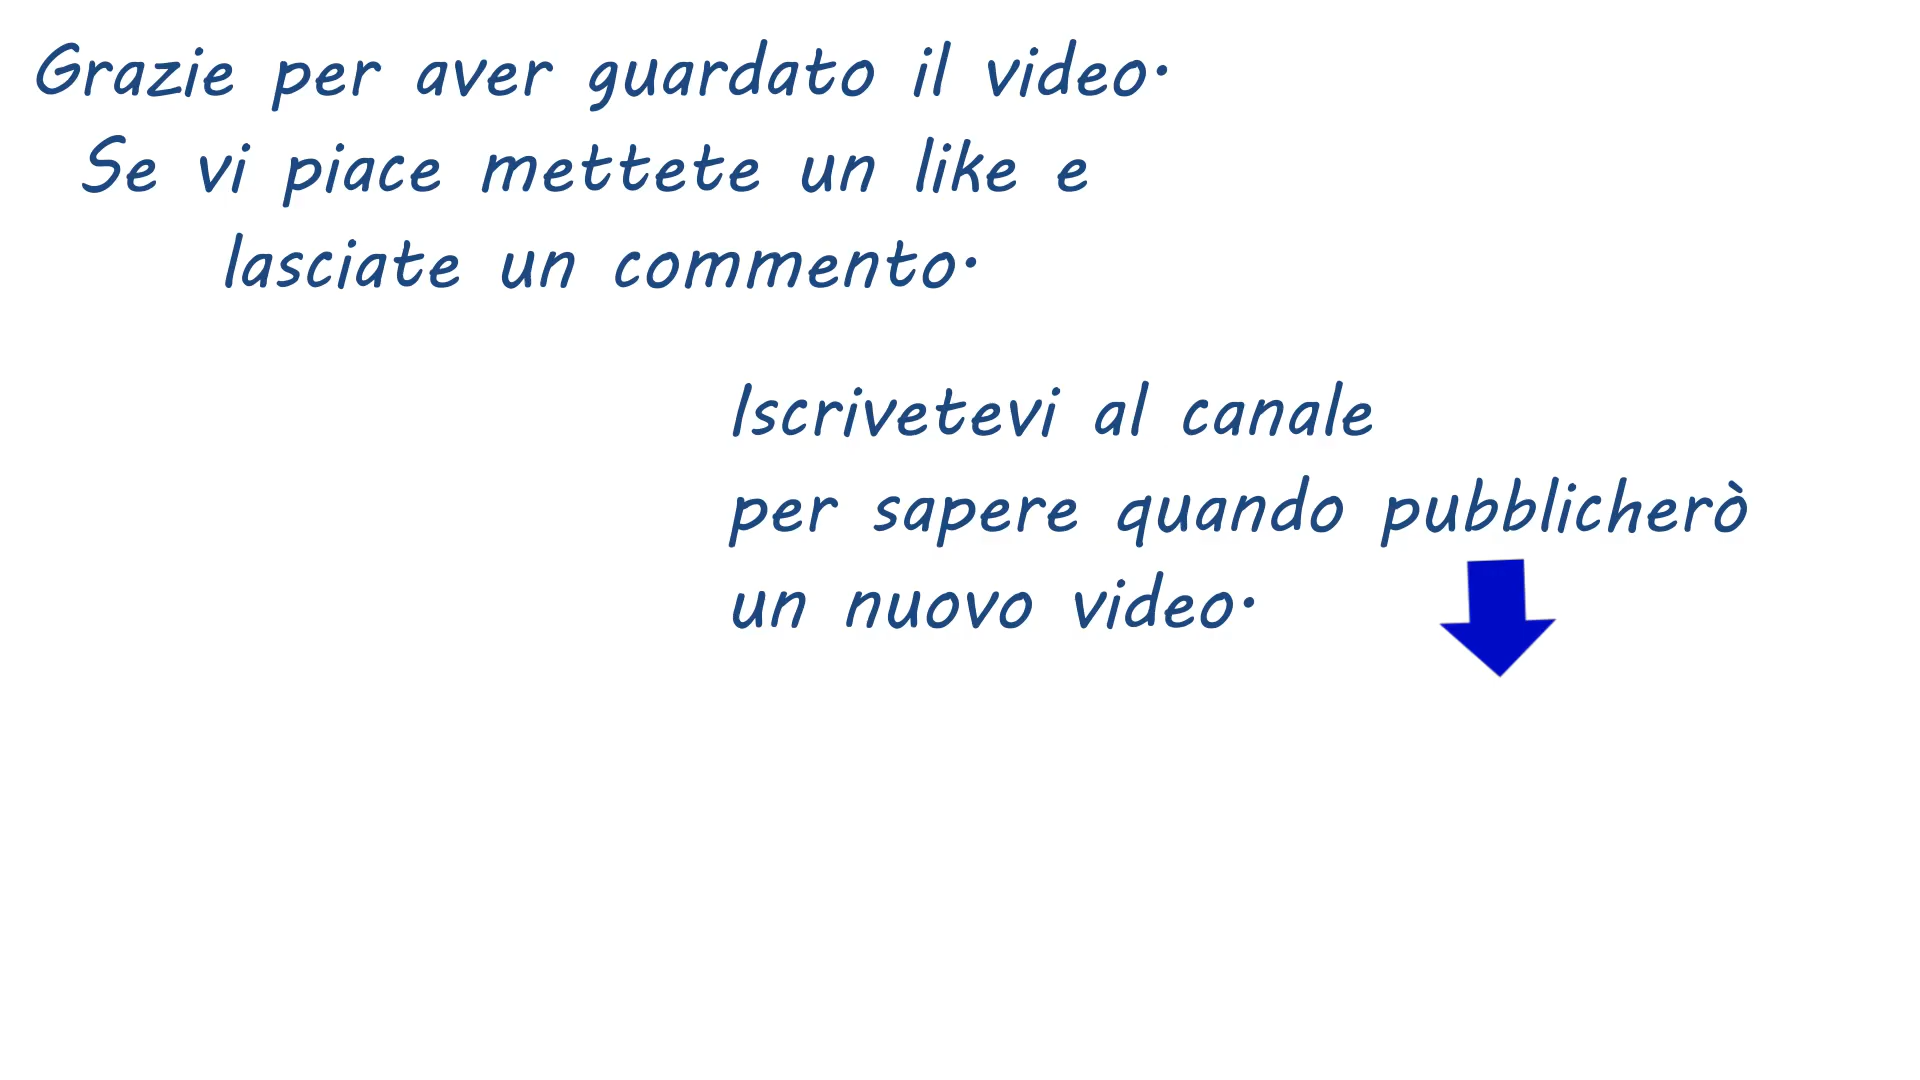 Grazie per aver guardato il video.
Se vi piace mettete un like e
lasciate un commento.
Iscrivetevi al canale
per sapere quando pubblicherò
un nuovo video.